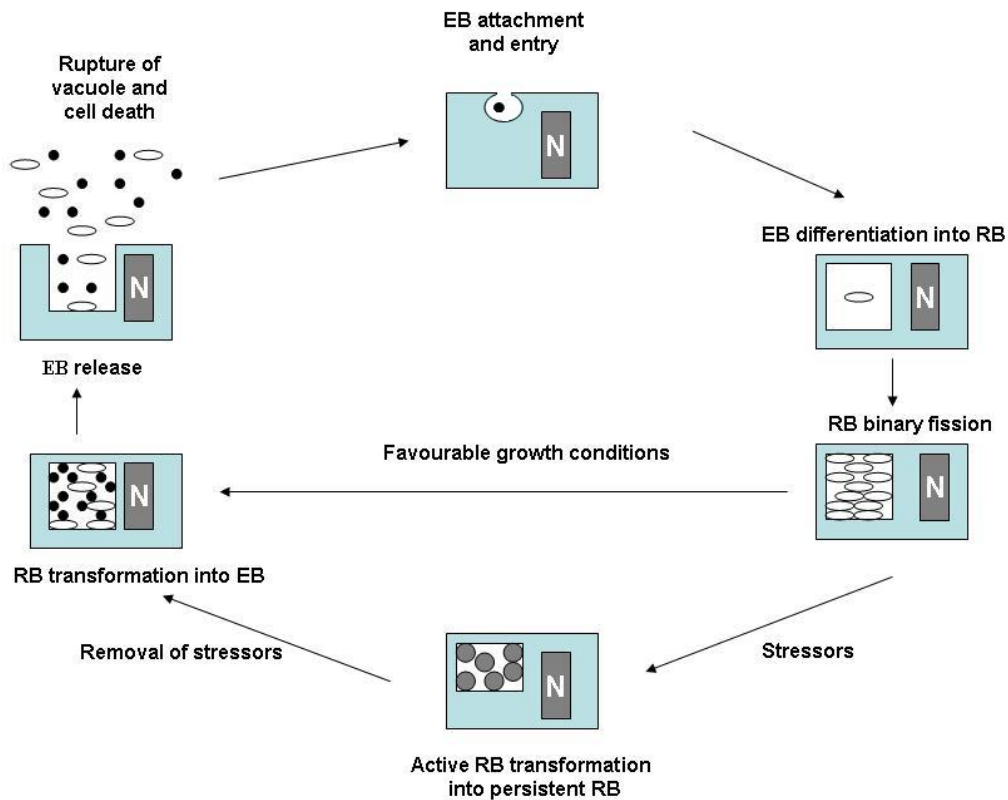 EB attachment
and entry
Rupture of
vacuole and
cell death
N
EB differentiation into RB
N
N
EB release
RB binary fission
Favourable growth conditions
N
N
RB transformation into EB
Removal of stressors
Stressors
N
Active RB transformation
into persistent RB